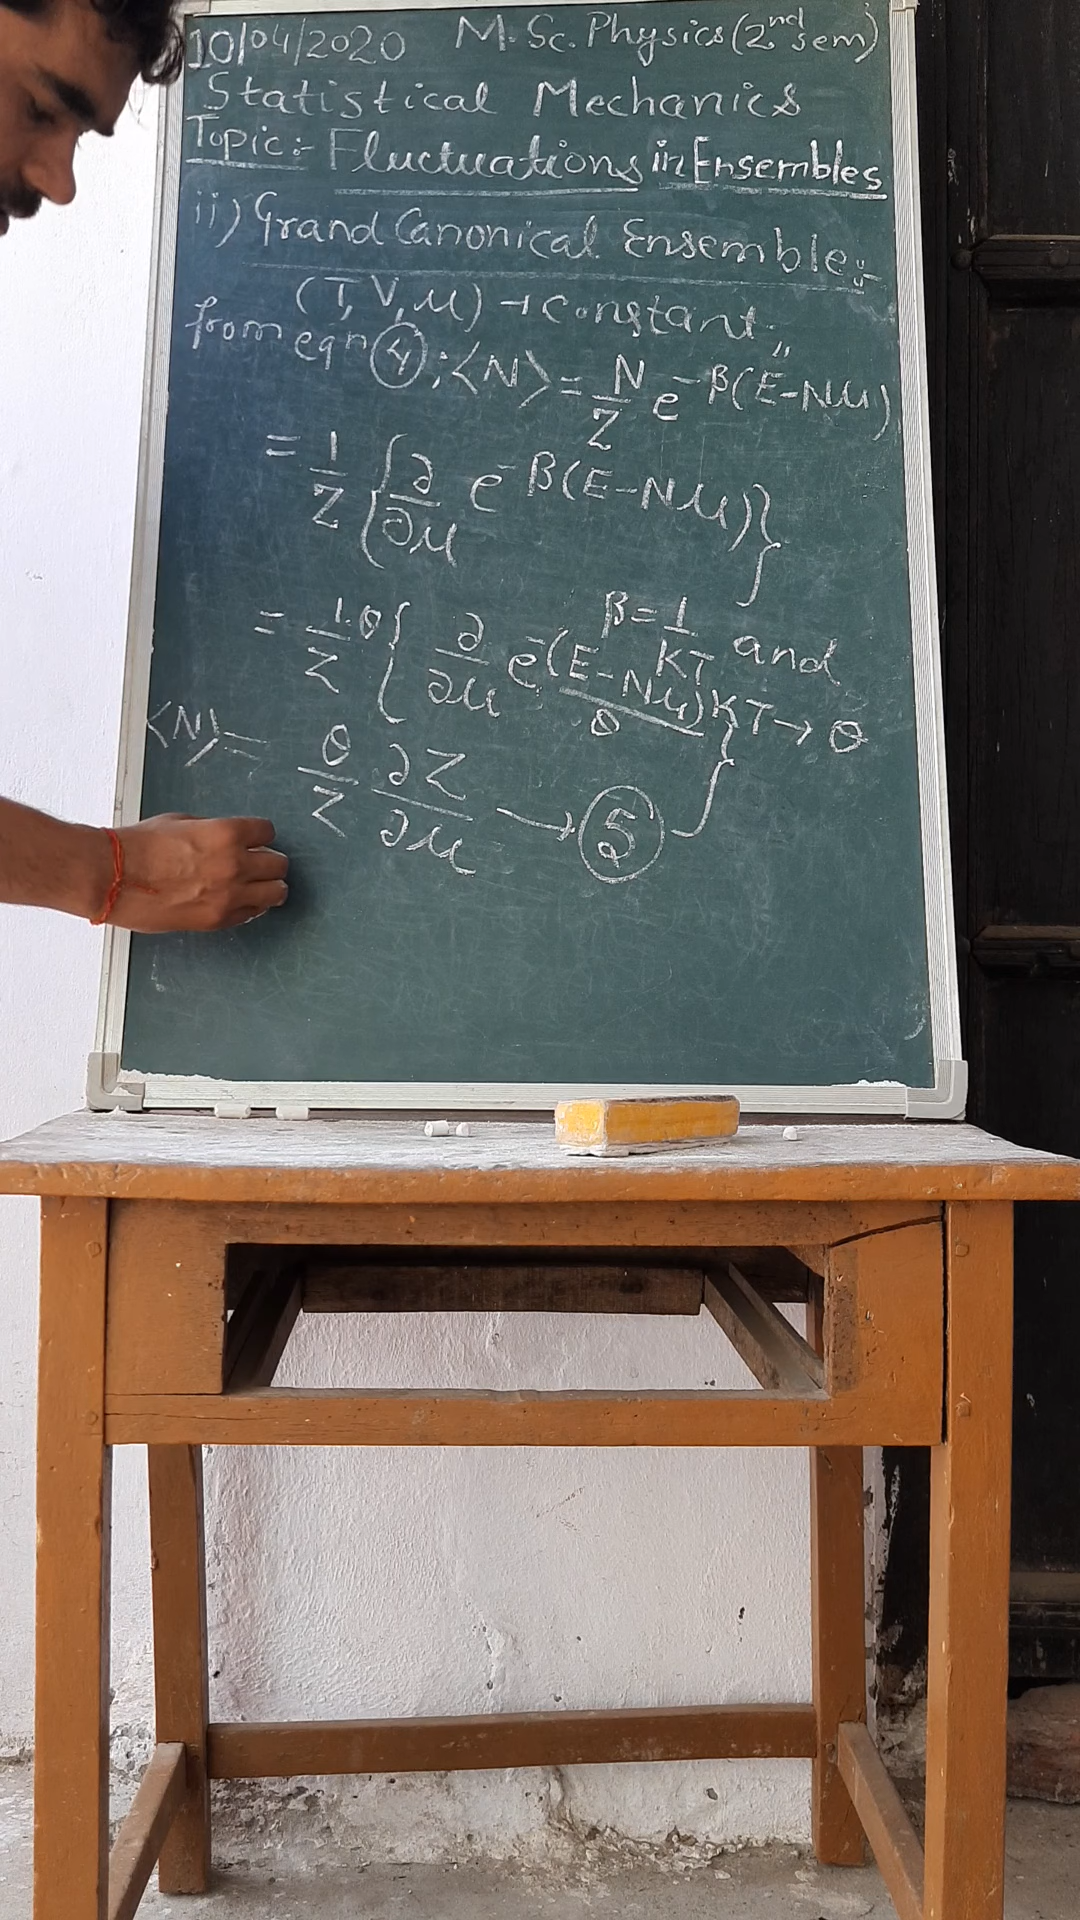 10/04/2020 M.Sc. Physics (2nd sem)
Statistical Mechanics
Topic:- Fluctuations in Ensembles
ii) Grand Canonical Ensemble:-
(T, V, μ) → constant
from eqn ④; <N> = N/Z e^-β(E-Nμ)
= 1/Z {∂/∂μ e^-β(E-Nμ)}
β = 1/KT and
= 1.θ/Z { ∂/∂μ e^-(E-Nμ)/θ } KT → θ
<N> = θ/Z ∂Z/∂μ → ⑤